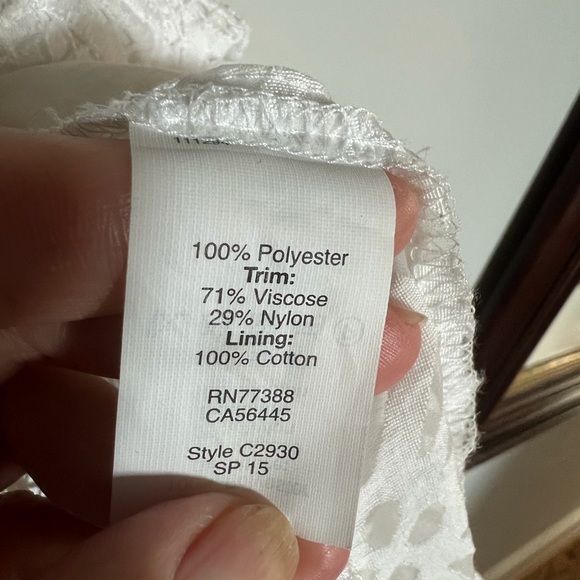 100% Polyester
Trim:
71% Viscose
29% Nylon
Lining:
100% Cotton
RN77388
CA56445
Style C2930
SP 15